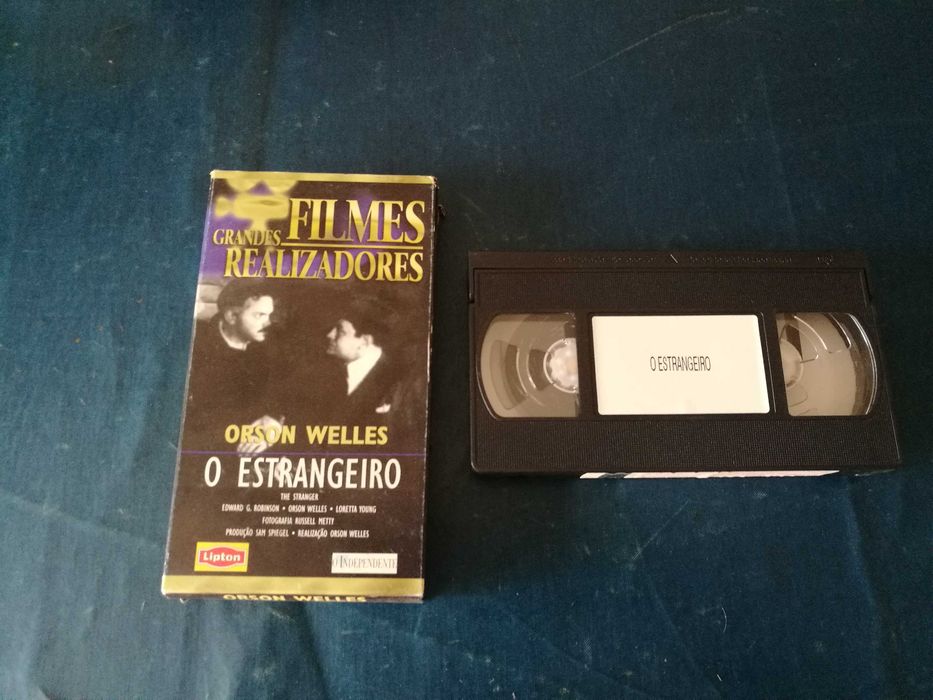 FILMES
GRANDES
REALIZADORES
ORSON WELLES
O ESTRANGEIRO
THE STRANGER
EDWARD G. ROBINSON • ORSON WELLES • LORETTA YOUNG
FOTOGRAFIA RUSSELL METTY
PRODUÇÃO SAM SPIEGEL • REALIZAÇÃO ORSON WELLES
Lipton
O INDEPENDENTE
ORSON WELLES
O ESTRANGEIRO